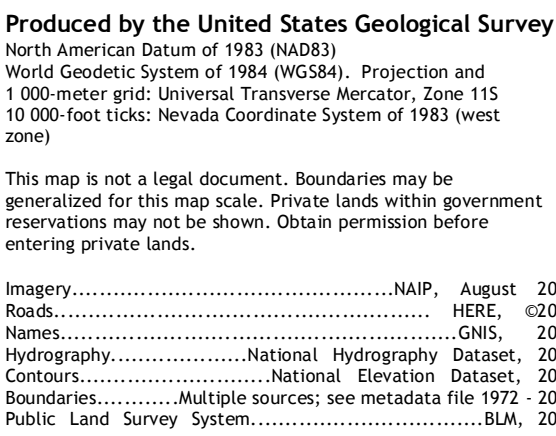 Produced by the United States Geological Survey
North American Datum of 1983 (NAD83)
World Geodetic System of 1984 (WGS84). Projection and
1 000-meter grid: Universal Transverse Mercator, Zone 11S
10 000-foot ticks: Nevada Coordinate System of 1983 (west
zone)
This map is not a legal document. Boundaries may be
generalized for this map scale. Private lands within government
reservations may not be shown. Obtain permission before
entering private lands.
Imagery................................................NAIP, August 20
Roads........................................................ HERE, ©20
Names...........................................................GNIS, 20
Hydrography....................National Hydrography Dataset, 20
Contours............................National Elevation Dataset, 20
Boundaries............Multiple sources; see metadata file 1972 - 20
Public Land Survey System...................................BLM, 20